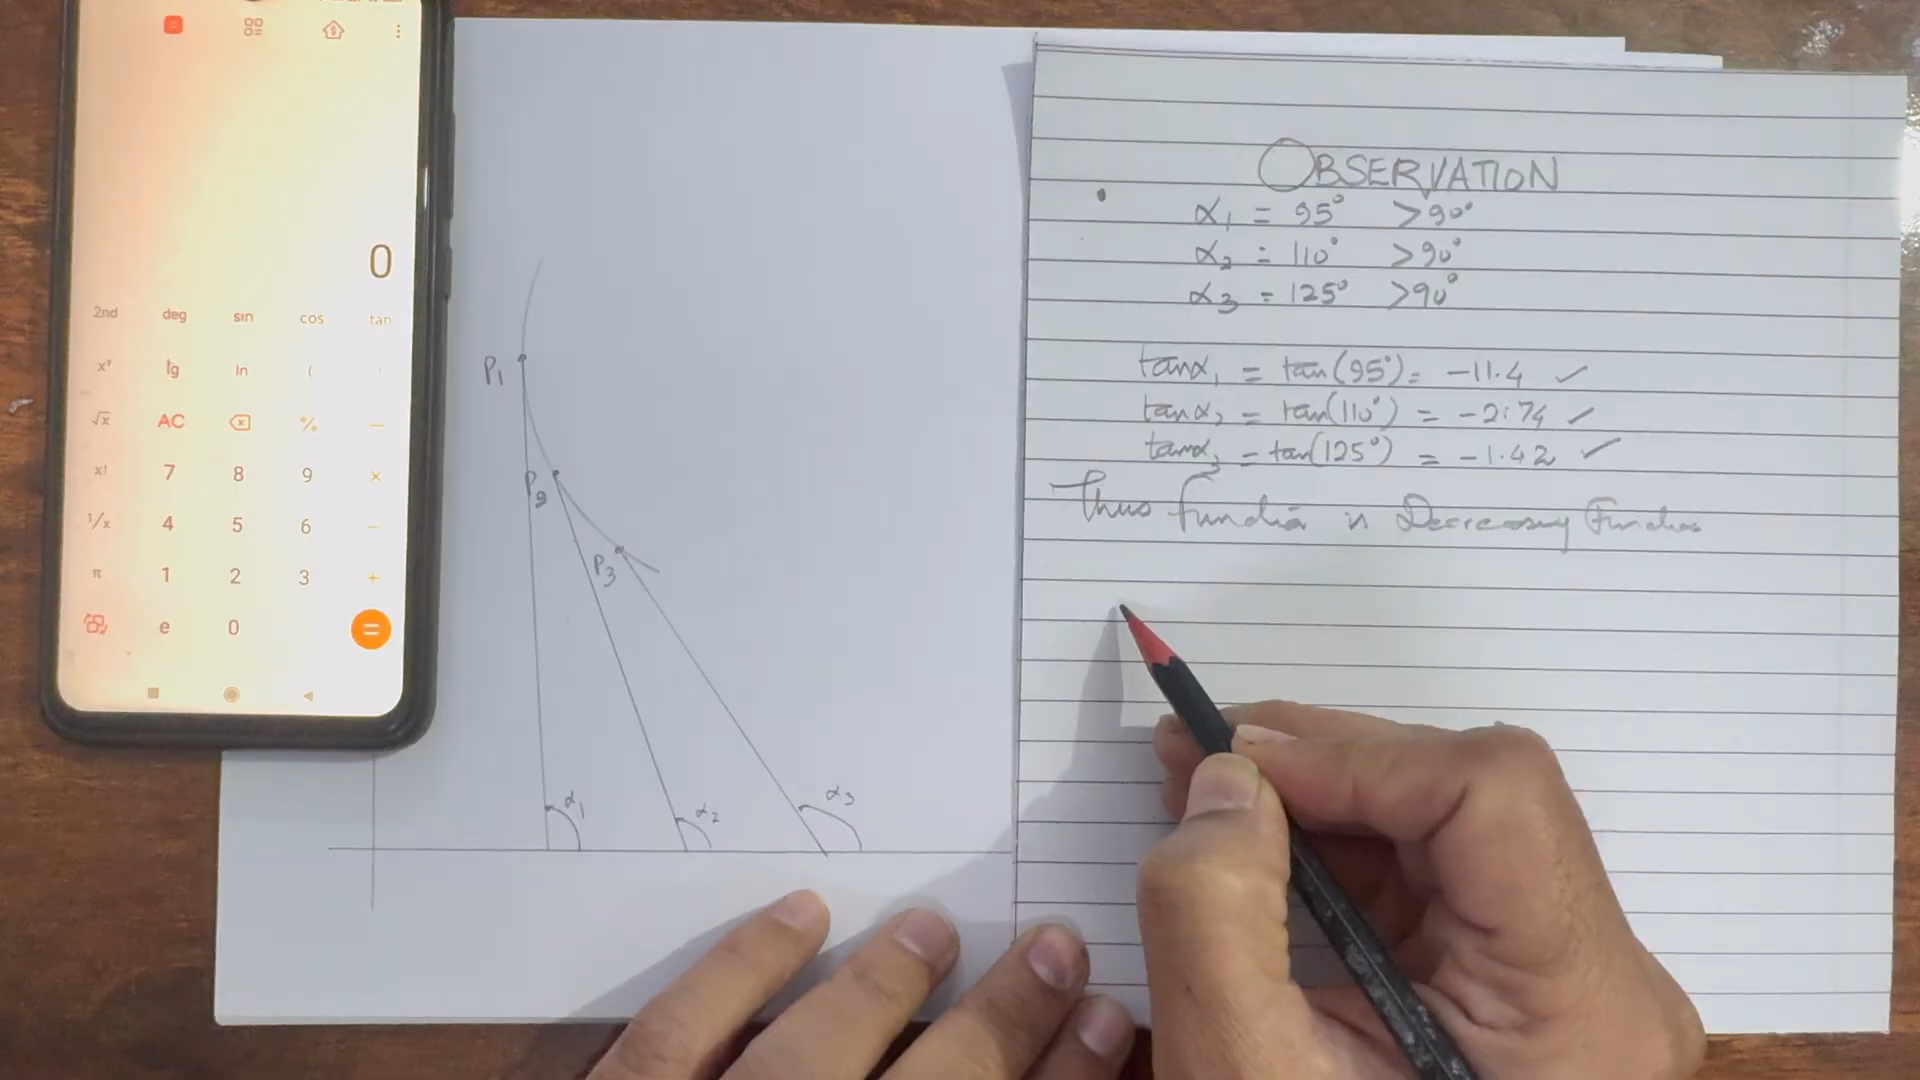 0
2nd deg sin cos tan
xʸ lg ln (
√x AC %
x! 7 8 9 ×
1/x 4 5 6 −
π 1 2 3 +
e 0 =
P1
P2
P3
α1
α2
α3
OBSERVATION
α1 = 95° >90°
α2 = 110° >90°
α3 = 125° >90°
tanα1 = tan(95°) = -11.4 ✓
tanα2 = tan(110°) = -2.74 ✓
tanα3 = tan(125°) = -1.42 ✓
Thus function is Decreasing Function